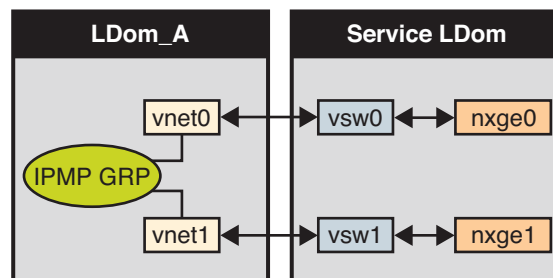 LDom_A
Service LDom
vnet0
vsw0
nxge0
IPMP GRP
vnet1
vsw1
nxge1